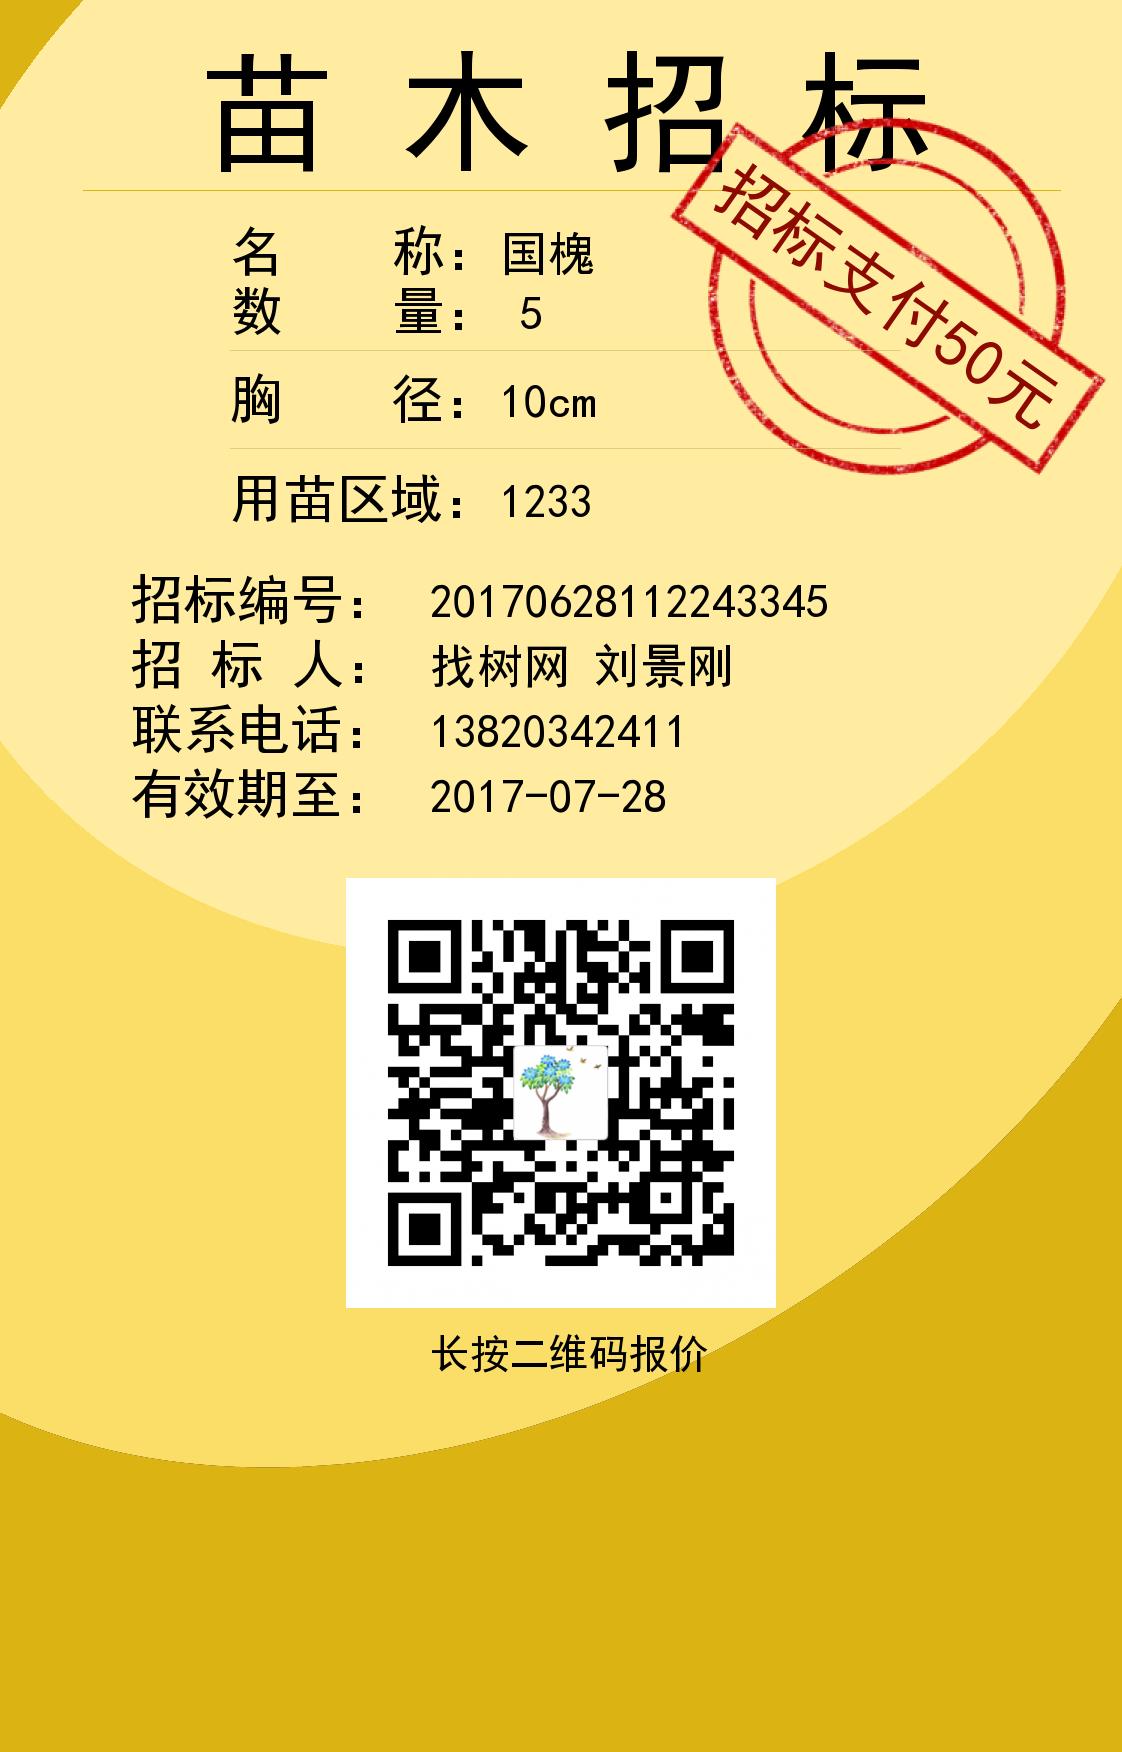 苗木招标
招标支付50元
名称：国槐
数量：5
胸径：10cm
用苗区域：1233
招标编号：20170628112243345
招标人：找树网 刘景刚
联系电话：13820342411
有效期至：2017-07-28
长按二维码报价